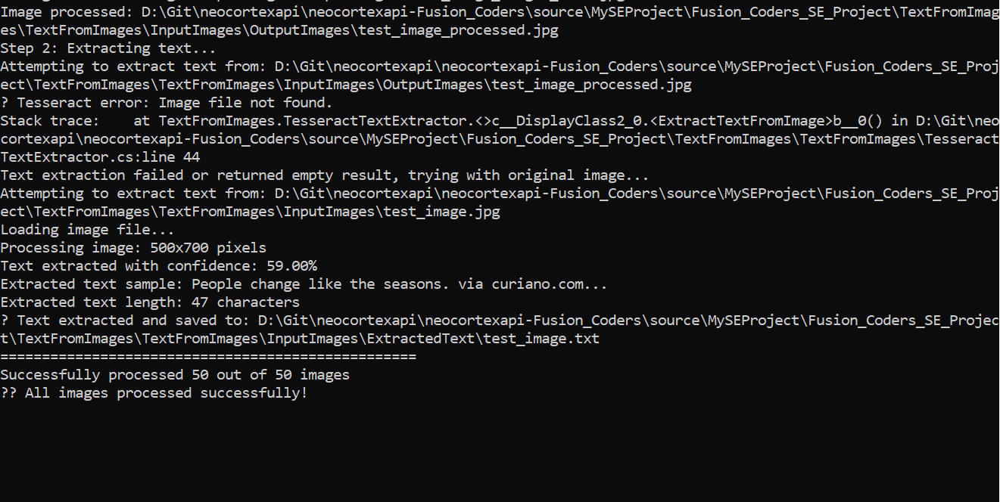 Image processed: D:\Git\neocortexapi\neocortexapi-Fusion_Coders\source\MySEProject\Fusion_Coders_SE_Project\TextFromImag
es\TextFromImages\InputImages\OutputImages\test_image_processed.jpg
Step 2: Extracting text...
Attempting to extract text from: D:\Git\neocortexapi\neocortexapi-Fusion_Coders\source\MySEProject\Fusion_Coders_SE_Proj
ect\TextFromImages\TextFromImages\InputImages\OutputImages\test_image_processed.jpg
? Tesseract error: Image file not found.
Stack trace:    at TextFromImages.TesseractTextExtractor.<>c__DisplayClass2_0.<ExtractTextFromImage>b__0() in D:\Git\neo
cortexapi\neocortexapi-Fusion_Coders\source\MySEProject\Fusion_Coders_SE_Project\TextFromImages\TextFromImages\Tesseract
TextExtractor.cs:line 44
Text extraction failed or returned empty result, trying with original image...
Attempting to extract text from: D:\Git\neocortexapi\neocortexapi-Fusion_Coders\source\MySEProject\Fusion_Coders_SE_Proj
ect\TextFromImages\TextFromImages\InputImages\test_image.jpg
Loading image file...
Processing image: 500x700 pixels
Text extracted with confidence: 59.00%
Extracted text sample: People change like the seasons. via curiano.com...
Extracted text length: 47 characters
? Text extracted and saved to: D:\Git\neocortexapi\neocortexapi-Fusion_Coders\source\MySEProject\Fusion_Coders_SE_Projec
t\TextFromImages\TextFromImages\InputImages\ExtractedText\test_image.txt
==================================================
Successfully processed 50 out of 50 images
?? All images processed successfully!